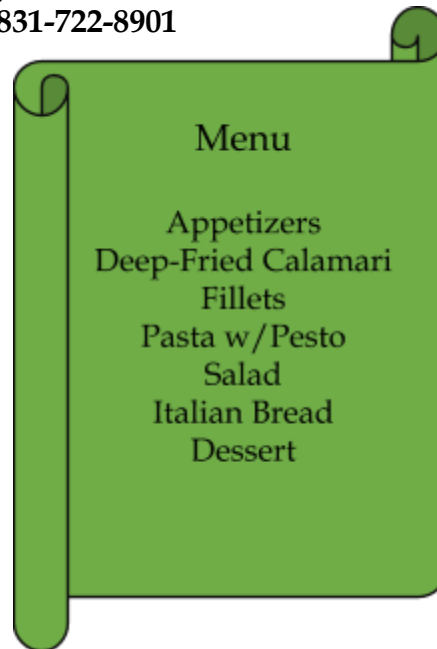 831-722-8901
Menu
Appetizers
Deep-Fried Calamari
Fillets
Pasta w/Pesto
Salad
Italian Bread
Dessert